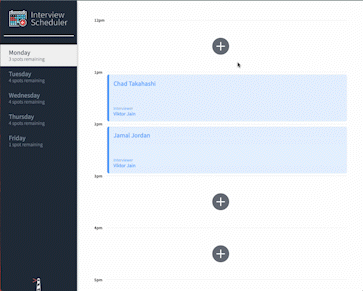 Interview
Scheduler
Monday
3 spots remaining
Tuesday
4 spots remaining
Wednesday
4 spots remaining
Thursday
4 spots remaining
Friday
1 spot remaining
12pm
1pm
Chad Takahashi
Interviewer
Viktor Jain
2pm
Jamal Jordan
Interviewer
Viktor Jain
3pm
4pm
5pm